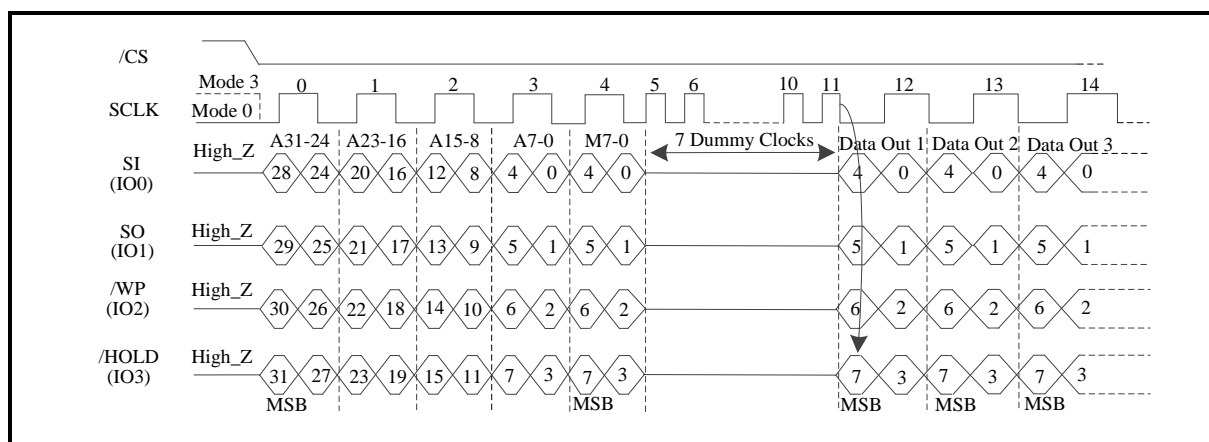 /CS
Mode 3 0 1 2 3 4 5 6 10 11 12 13 14
SCLK Mode 0
A31-24 A23-16 A15-8 A7-0 M7-0 7 Dummy Clocks Data Out 1 Data Out 2 Data Out 3
SI High_Z
(IO0) 28 24 20 16 12 8 4 0 4 0 4 0 4 0 4 0
SO High_Z
(IO1) 29 25 21 17 13 9 5 1 5 1 5 1 5 1 5 1
/WP High_Z
(IO2) 30 26 22 18 14 10 6 2 6 2 6 2 6 2 6 2
/HOLD High_Z
(IO3) 31 27 23 19 15 11 7 3 7 3 7 3 7 3 7 3
MSB MSB MSB MSB MSB